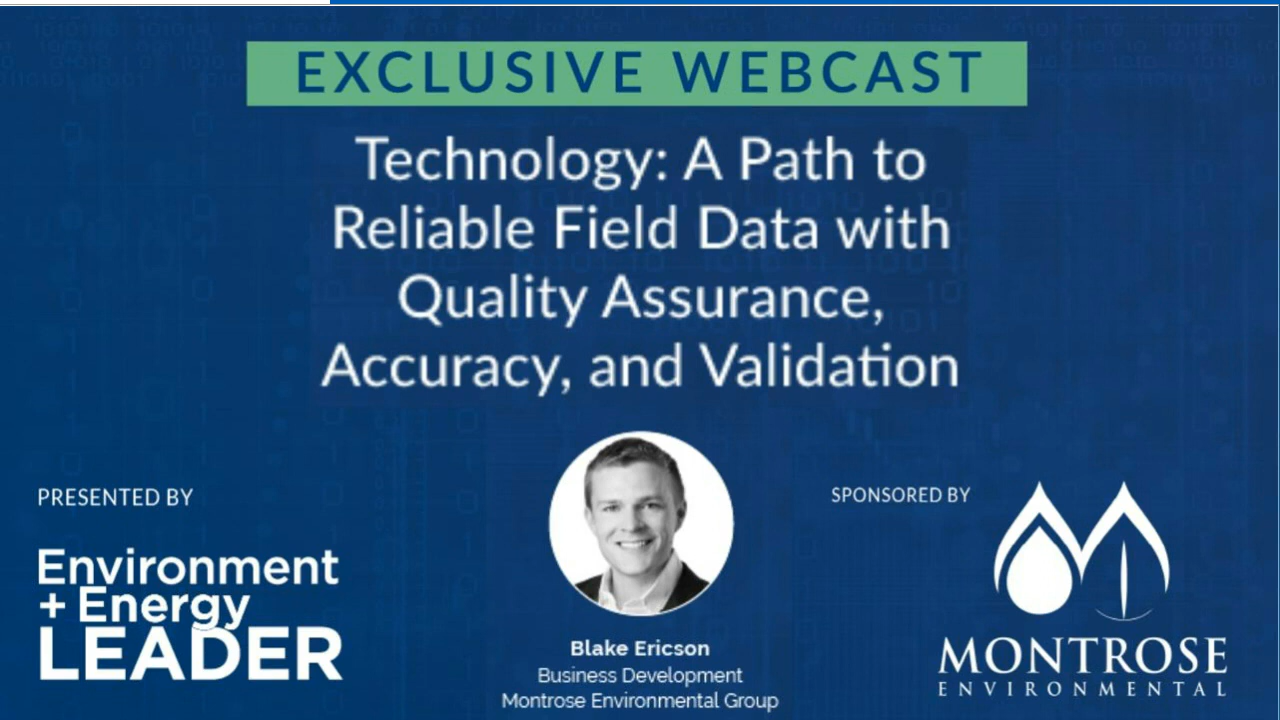 EXCLUSIVE WEBCAST
Technology: A Path to
Reliable Field Data with
Quality Assurance,
Accuracy, and Validation
PRESENTED BY
Environment
+ Energy
LEADER
Blake Ericson
Business Development
Montrose Environmental Group
SPONSORED BY
MONTROSE
ENVIRONMENTAL